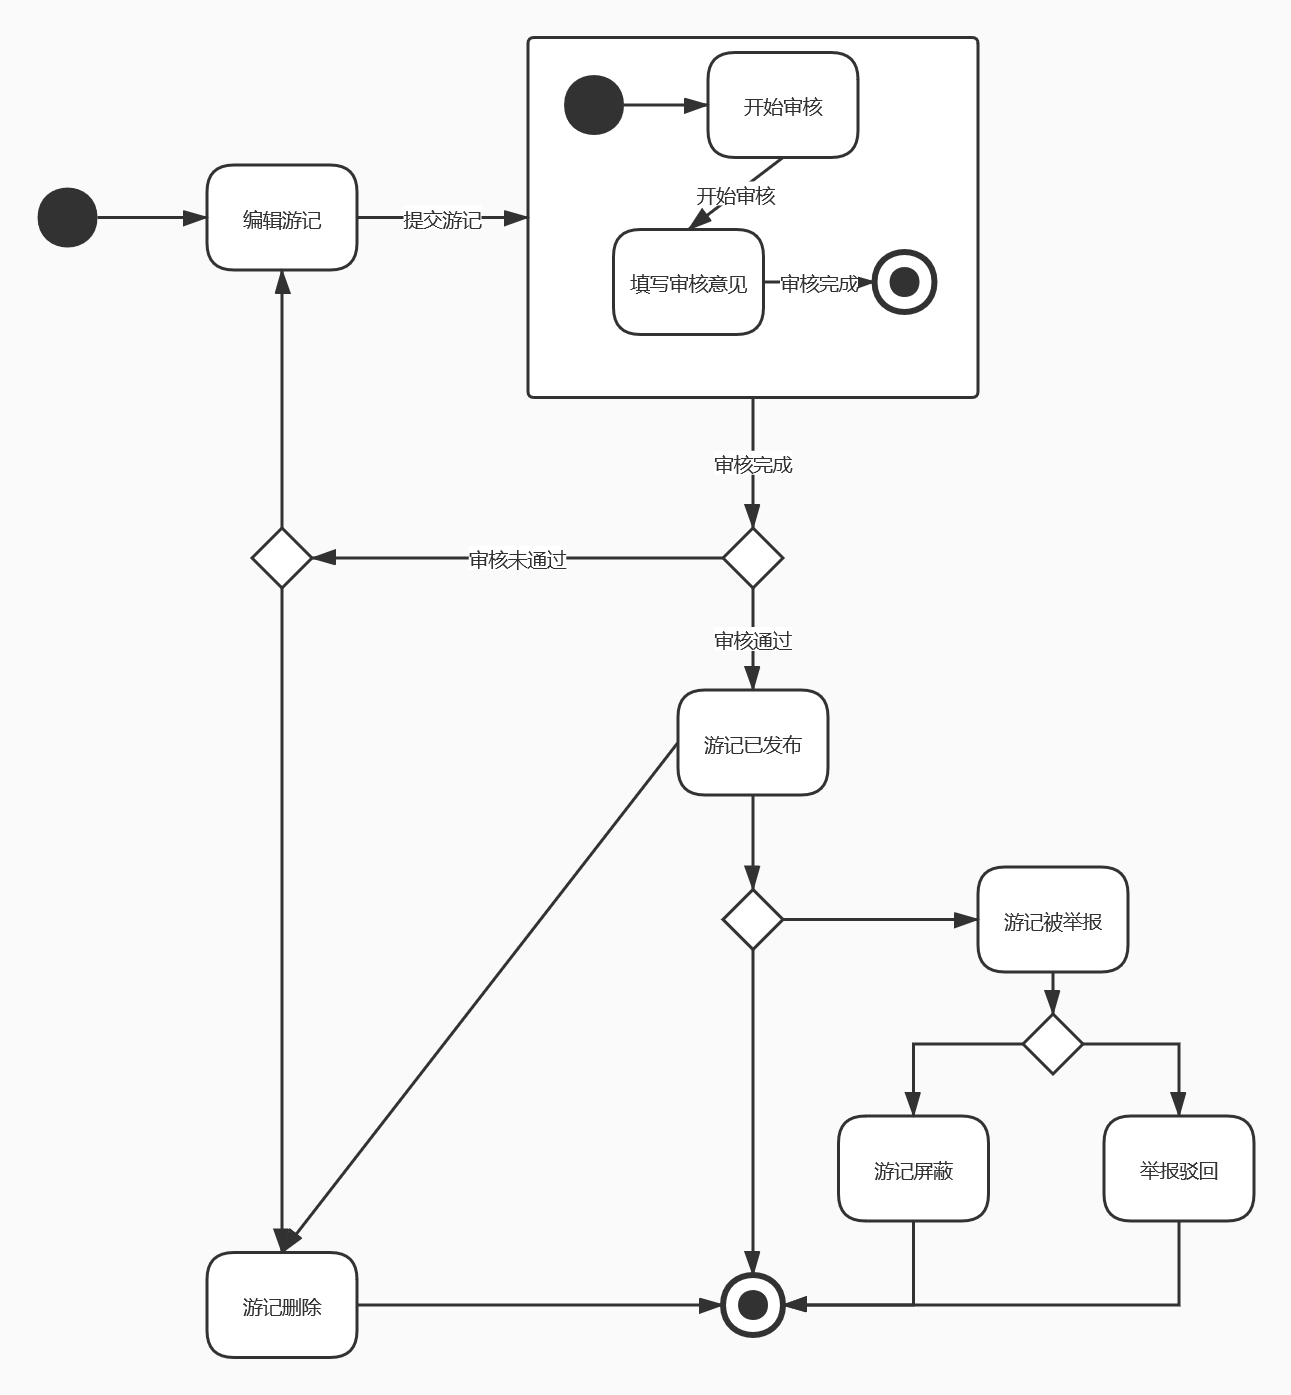 开始审核
开始审核
编辑游记
提交游记
填写审核意见
审核完成
审核完成
审核未通过
审核通过
游记已发布
游记被举报
游记屏蔽
举报驳回
游记删除